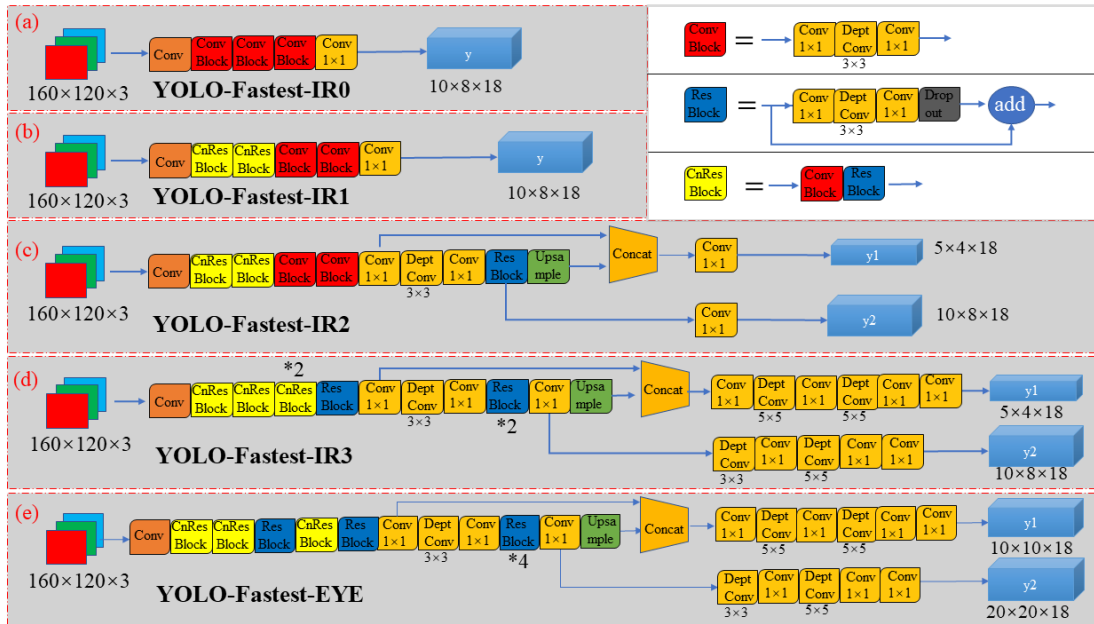 (a)
Conv
Conv Block
Conv Block
Conv Block
Conv 1×1
y
160×120×3
YOLO-Fastest-IR0
10×8×18
Conv Block
=
Conv 1×1
Dept Conv
Conv 1×1
3×3
Res Block
=
Conv 1×1
Dept Conv
Conv 1×1
Drop out
add
3×3
CnRes Block
=
Conv Block
Res Block
(b)
Conv
CnRes Block
CnRes Block
Conv Block
Conv Block
Conv 1×1
y
160×120×3
YOLO-Fastest-IR1
10×8×18
(c)
Conv
CnRes Block
CnRes Block
Conv Block
Conv Block
Conv 1×1
Dept Conv
Conv 1×1
Res Block
Upsa mple
3×3
Concat
Conv 1×1
y1
5×4×18
160×120×3
YOLO-Fastest-IR2
Conv 1×1
y2
10×8×18
(d)
*2
Conv
CnRes Block
CnRes Block
CnRes Block
Res Block
Conv 1×1
Dept Conv
Conv 1×1
Res Block
Conv 1×1
Upsa mple
3×3
*2
Concat
Conv 1×1
Dept Conv
Conv 1×1
Dept Conv
Conv 1×1
Conv 1×1
5×5
5×5
y1
5×4×18
160×120×3
YOLO-Fastest-IR3
Dept Conv
Conv 1×1
Dept Conv
Conv 1×1
Conv 1×1
3×3
5×5
y2
10×8×18
(e)
Conv
CnRes Block
CnRes Block
Res Block
CnRes Block
Res Block
Conv 1×1
Dept Conv
Conv 1×1
Res Block
Conv 1×1
Upsa mple
3×3
*4
Concat
Conv 1×1
Dept Conv
Conv 1×1
Dept Conv
Conv 1×1
Conv 1×1
5×5
5×5
y1
10×10×18
160×120×3
YOLO-Fastest-EYE
Dept Conv
Conv 1×1
Dept Conv
Conv 1×1
Conv 1×1
3×3
5×5
y2
20×20×18